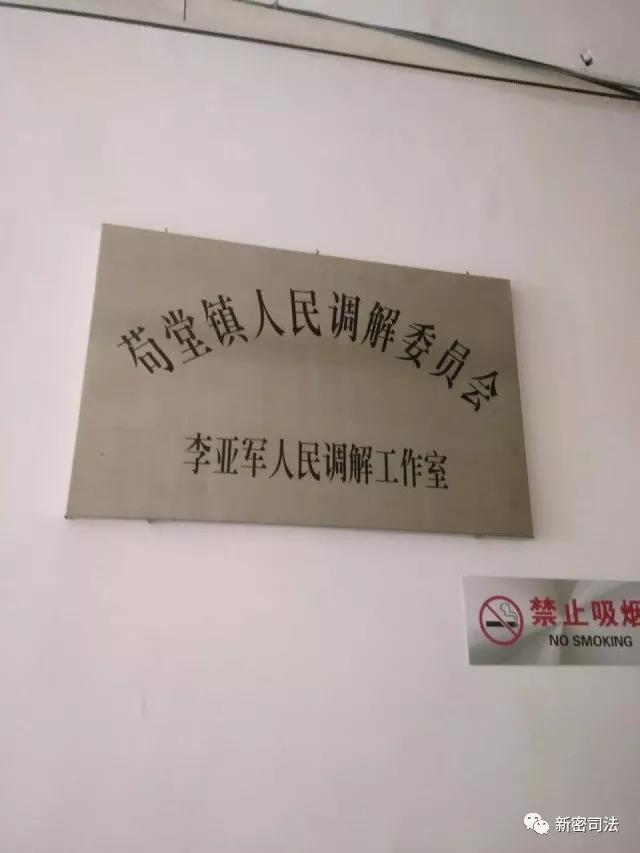 苟堂镇人民调解委员会
李亚军人民调解工作室
禁止吸烟
NO SMOKING
新密司法